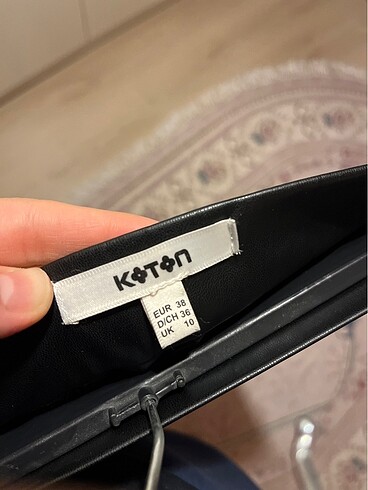 KOTON
EUR 38
D/CH 36
UK 10